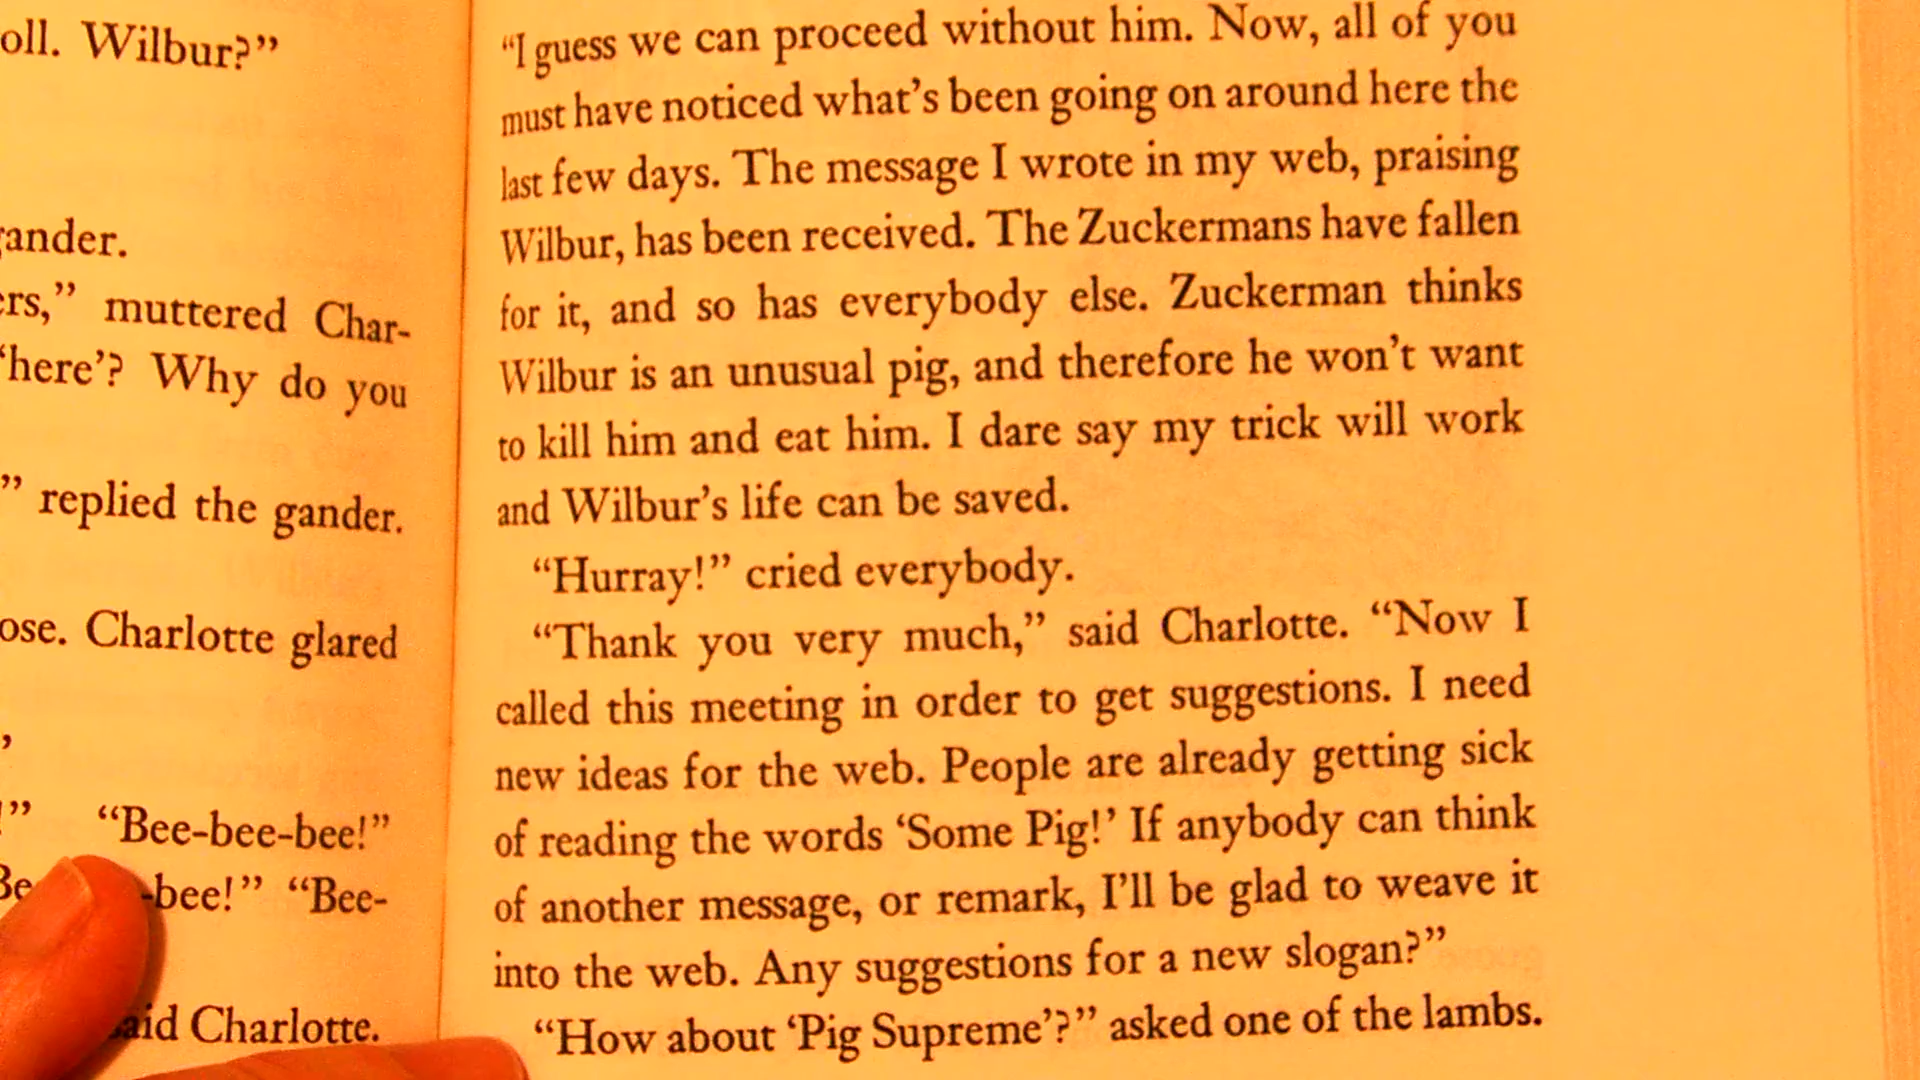 oll. Wilbur?”
ander.
ers,” muttered Char-
‘here’? Why do you
” replied the gander.
ose. Charlotte glared
,
!” “Bee-bee-bee!”
-bee!” “Bee-
said Charlotte.
“I guess we can proceed without him. Now, all of you
must have noticed what’s been going on around here the
last few days. The message I wrote in my web, praising
Wilbur, has been received. The Zuckermans have fallen
for it, and so has everybody else. Zuckerman thinks
Wilbur is an unusual pig, and therefore he won’t want
to kill him and eat him. I dare say my trick will work
and Wilbur’s life can be saved.
“Hurray!” cried everybody.
“Thank you very much,” said Charlotte. “Now I
called this meeting in order to get suggestions. I need
new ideas for the web. People are already getting sick
of reading the words ‘Some Pig!’ If anybody can think
of another message, or remark, I’ll be glad to weave it
into the web. Any suggestions for a new slogan?”
“How about ‘Pig Supreme’?” asked one of the lambs.